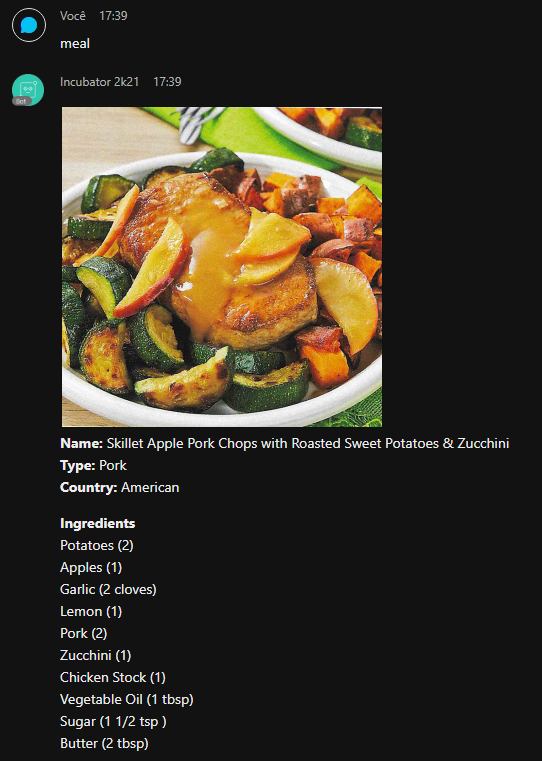 Você 17:39
meal
Incubator 2k21 17:39
Bot
Name: Skillet Apple Pork Chops with Roasted Sweet Potatoes & Zucchini
Type: Pork
Country: American
Ingredients
Potatoes (2)
Apples (1)
Garlic (2 cloves)
Lemon (1)
Pork (2)
Zucchini (1)
Chicken Stock (1)
Vegetable Oil (1 tbsp)
Sugar (1 1/2 tsp )
Butter (2 tbsp)